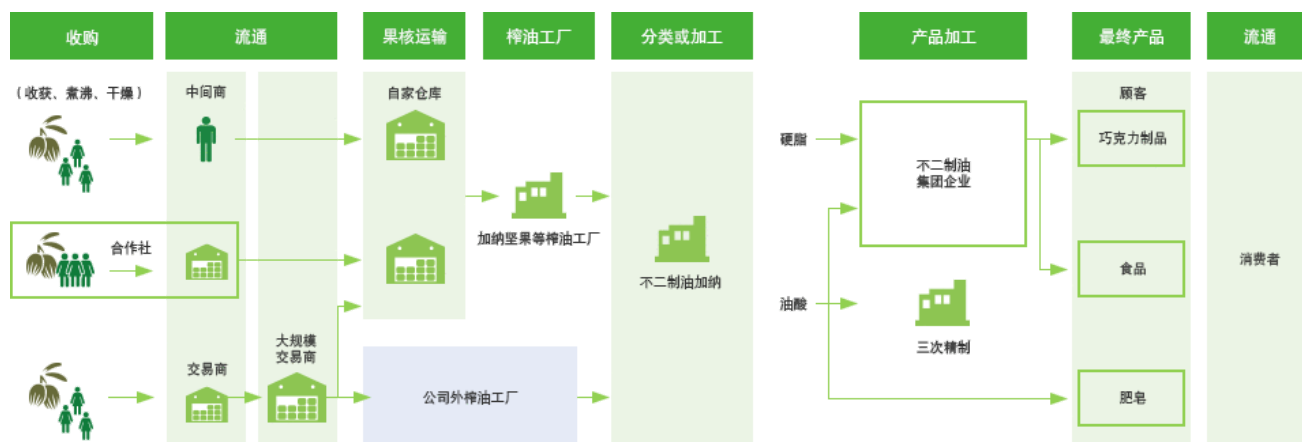 收购
流通
果核运输
榨油工厂
分类或加工
产品加工
最终产品
流通
（收获、煮沸、干燥）
中间商
自家仓库
顾客
巧克力制品
硬脂
不二制油
集团企业
合作社
加纳坚果等榨油工厂
不二制油加纳
食品
消费者
油酸
三次精制
大规模
交易商
交易商
公司外榨油工厂
肥皂